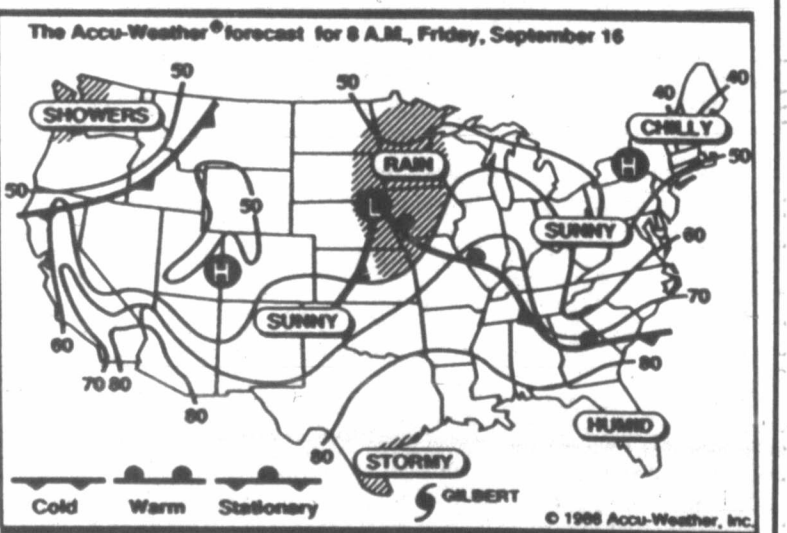 The Accu-Weather® forecast for 8 A.M., Friday, September 16
50
50
40
40
SHOWERS
CHILLY
RAIN
H
50
50
50
L
SUNNY
60
H
70
SUNNY
60
80
70 80
80
HUMID
80
STORMY
GILBERT
Cold
Warm
Stationary
© 1988 Accu-Weather, Inc.